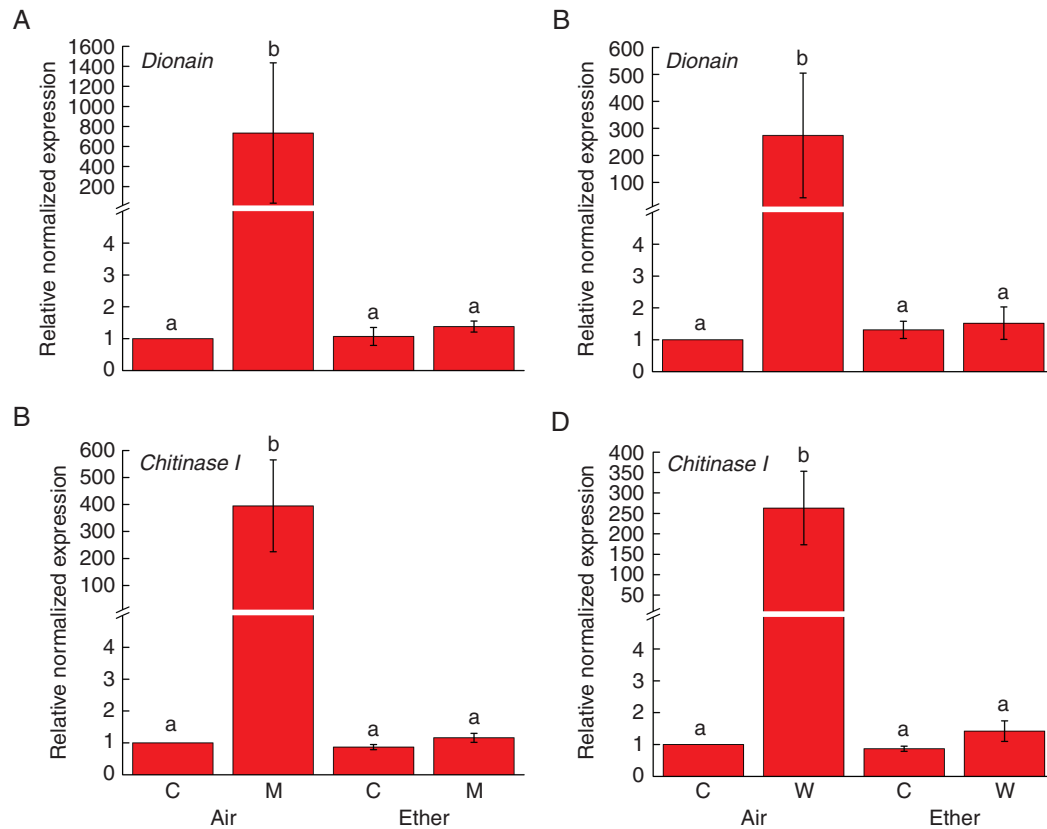 A
Relative normalized expression
1600
1400
1200
1000
800
600
400
200
4
3
2
1
0
Dionain
a
b
a
a
B
Relative normalized expression
600
500
400
300
200
100
4
3
2
1
0
Dionain
a
b
a
a
B
Relative normalized expression
600
500
400
300
200
100
4
3
2
1
0
Chitinase I
a
b
a
a
C M C M
Air Ether
D
Relative normalized expression
400
350
300
250
200
150
100
50
4
3
2
1
0
Chitinase I
a
b
a
a
C W C W
Air Ether